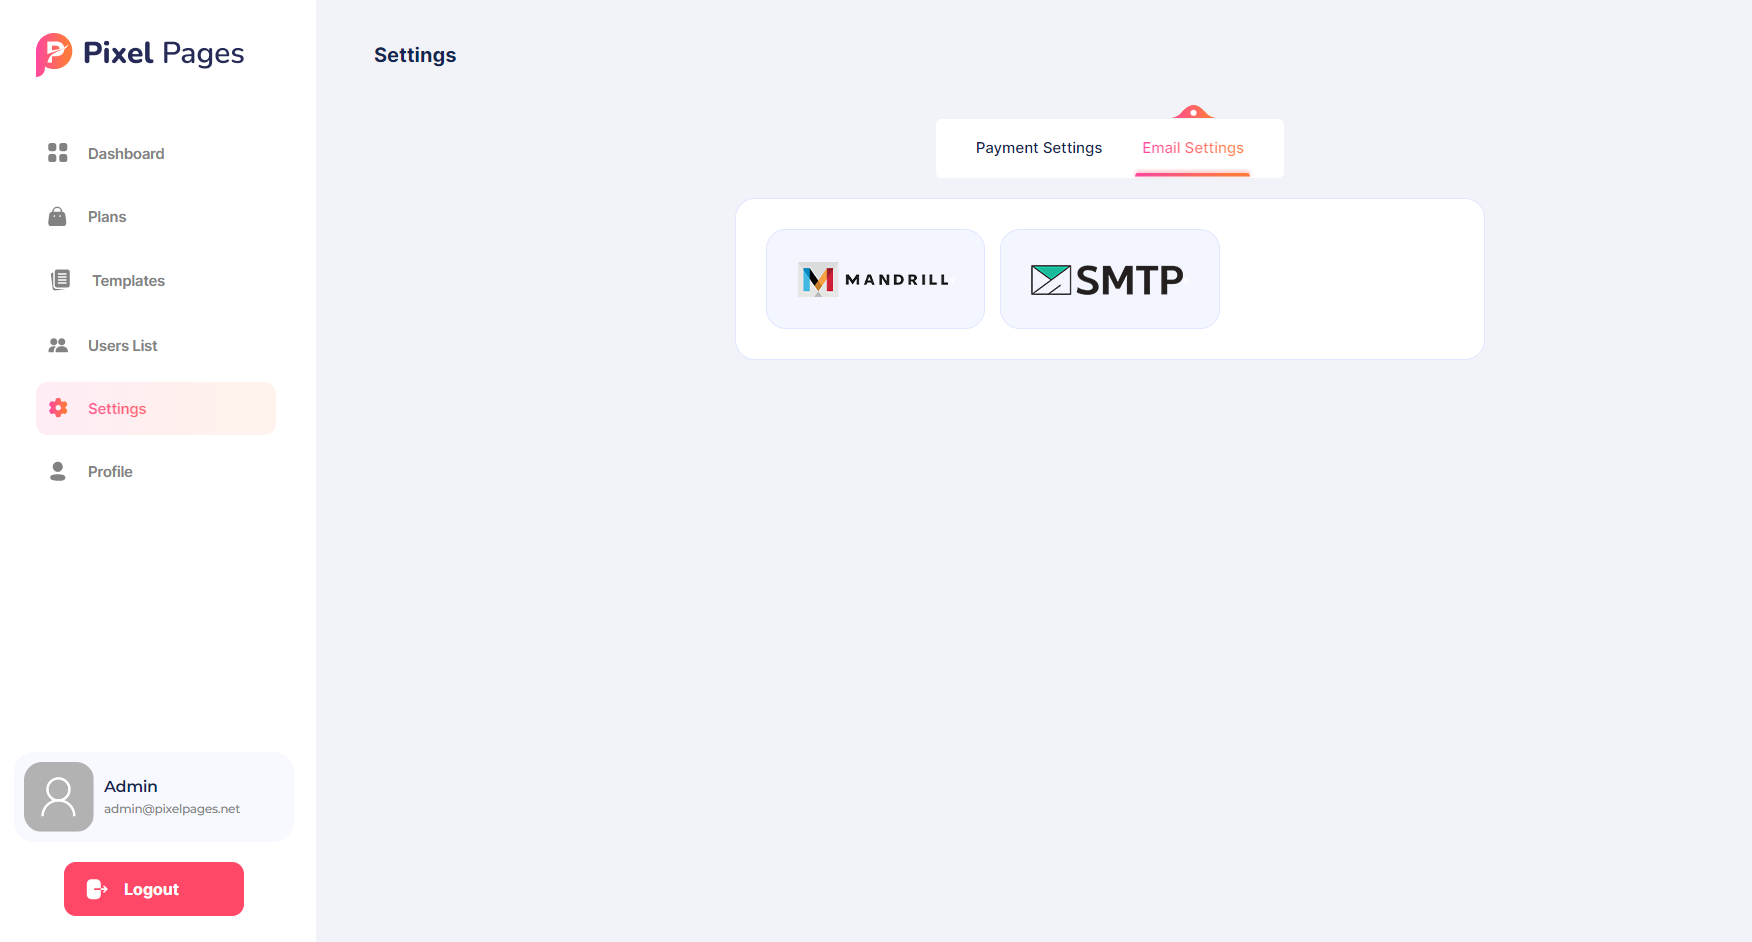 Pixel Pages
Dashboard
Plans
Templates
Users List
Settings
Profile
Admin
admin@pixelpages.net
Logout
Settings
Payment Settings
Email Settings
MANDRILL
SMTP